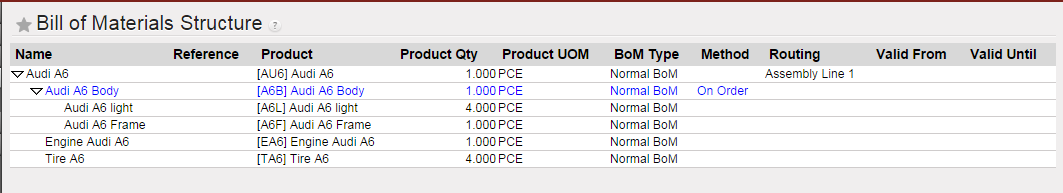 Bill of Materials Structure ?
Name Reference Product Product Qty Product UOM BoM Type Method Routing Valid From Valid Until
Audi A6 [AU6] Audi A6 1.000 PCE Normal BoM Assembly Line 1
Audi A6 Body [A6B] Audi A6 Body 1.000 PCE Normal BoM On Order
Audi A6 light [A6L] Audi A6 light 4.000 PCE Normal BoM
Audi A6 Frame [A6F] Audi A6 Frame 1.000 PCE Normal BoM
Engine Audi A6 [EA6] Engine Audi A6 1.000 PCE Normal BoM
Tire A6 [TA6] Tire A6 4.000 PCE Normal BoM